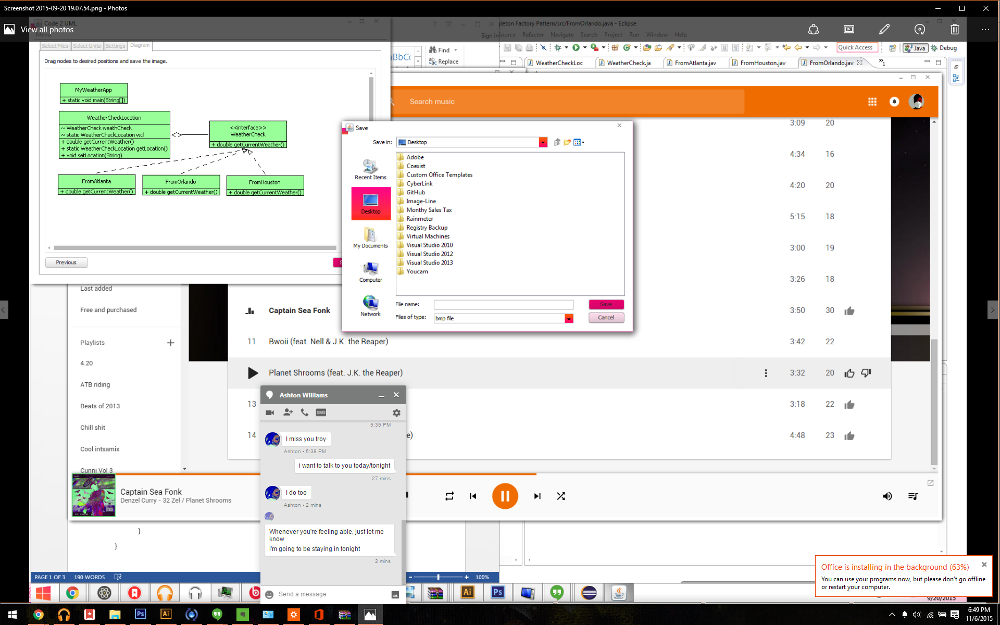 Screenshot 2015-09-20 19.07.54.png - Photos
Code 2 UML
View all photos
Select Files
Select Units
Settings
Diagram
Drag nodes to desired positions and save the image.
MyWeatherApp
+ static void main(String[])
WeatherCheckLocation
~ WeatherCheck weathCheck
~ static WeatherCheckLocation wcl
+ double getCurrentWeather()
+ static WeatherCheckLocation getLocation()
+ void setLocation(String)
<<interface>>
WeatherCheck
+ double getCurrentWeather()
FromAtlanta
+ double getCurrentWeather()
FromOrlando
+ double getCurrentWeather()
FromHouston
+ double getCurrentWeather()
Previous
Sign in
Find
Replace
gleton Factory Pattern/src/FromOrlando.java - Eclipse
Source Refactor Navigate Search Project Run Window Help
Quick Access
Java
Debug
WeatherCheckLoc
WeatherCheck.ja
FromAtlanta.jav
FromHouston.jav
FromOrlando.jav
Search music
Save
Save in:
Desktop
Recent Items
Desktop
My Documents
Computer
Network
Adobe
Coexist
Custom Office Templates
CyberLink
GitHub
Image-Line
Monthy Sales Tax
Rainmeter
Registry Backup
Virtual Machines
Visual Studio 2010
Visual Studio 2012
Visual Studio 2013
Youcam
File name:
Save
Files of type:
bmp file
Cancel
3:09 20
4:34 16
4:20 20
5:15 18
3:00 19
3:26 18
Captain Sea Fonk 3:50 30
11 Bwoii (feat. Nell & J.K. the Reaper) 3:42 22
Planet Shrooms (feat. J.K. the Reaper) 3:32 20
13 3:18 22
14 e) 4:48 23
Last added
Free and purchased
Playlists
4.20
ATB riding
Beats of 2013
Chill shit
Cool intsamix
Cunni Vol 3
Captain Sea Fonk
Denzel Curry - 32 Zel / Planet Shrooms
Ashton Williams
SMS
5:35 PM
I miss you troy
Ashton • 5:38 PM
i want to talk to you today/tonight
27 mins
I do too
Ashton • 2 mins
Whenever you're feeling able, just let me
know
i'm going to be staying in tonight
2 mins
Send a message
}
}
PAGE 1 OF 3
190 WORDS
100%
Office is installing in the background (63%)
You can use your programs now, but please don't go offline
or restart your computer.
9/20/2015
Ai
Ps
Ps
Ai
6:49 PM
11/6/2015